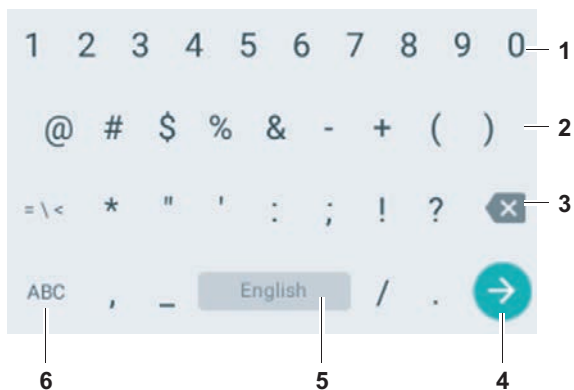 1 2 3 4 5 6 7 8 9 0 1
@ # $ % & - + ( ) 2
= \ < * " ' : ; ! ? 3
ABC , _ English / .
6 5 4